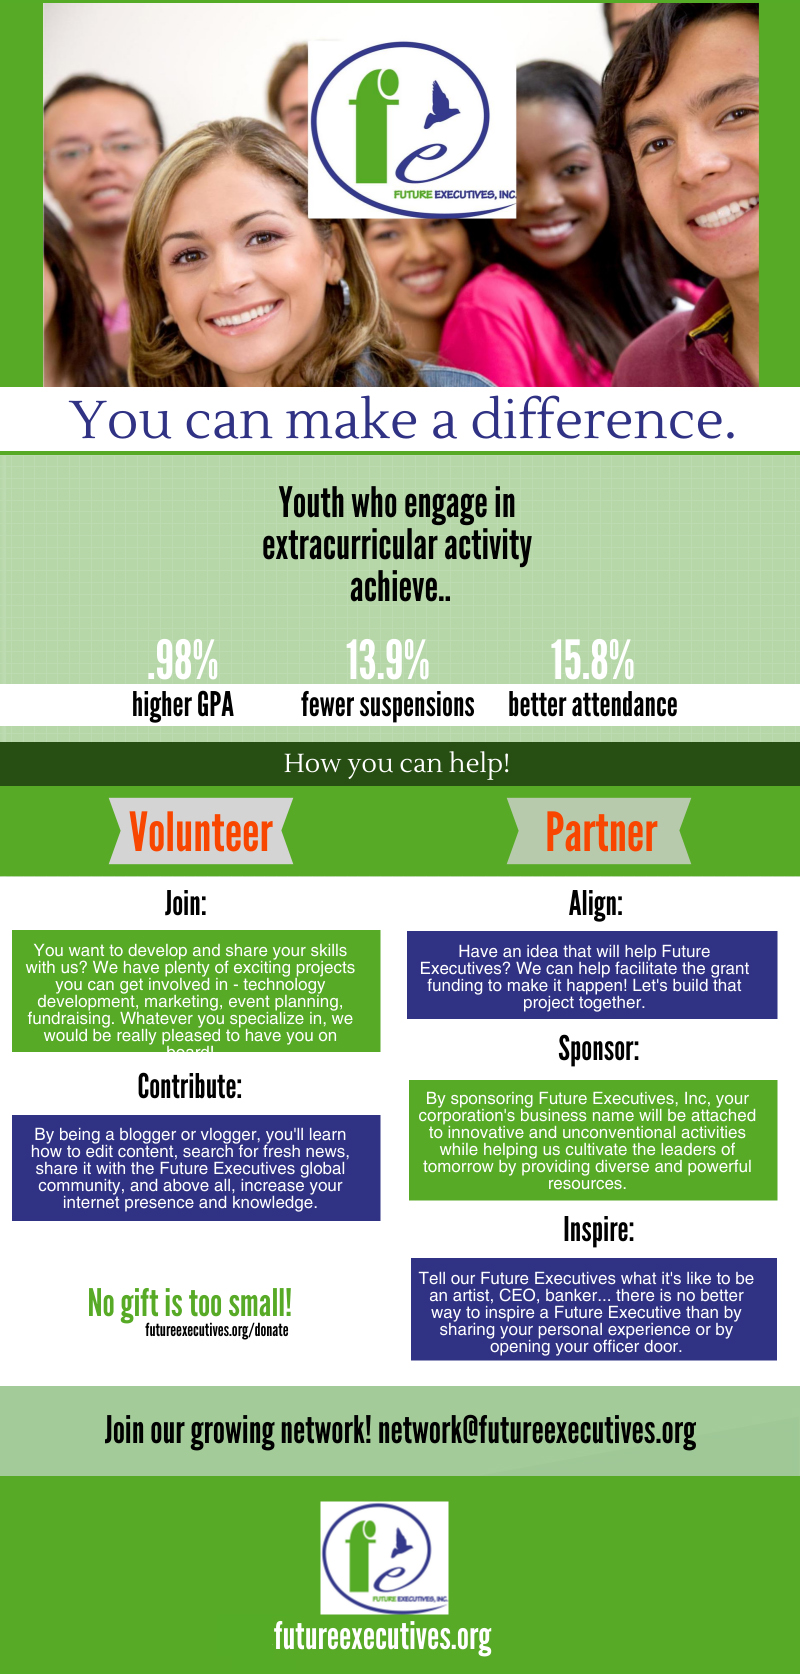 fe
FUTURE EXECUTIVES, INC
You can make a difference.
Youth who engage in
extracurricular activity
achieve..
.98%
higher GPA
13.9%
fewer suspensions
15.8%
better attendance
How you can help!
Volunteer
Join:
You want to develop and share your skills
with us? We have plenty of exciting projects
you can get involved in - technology
development, marketing, event planning,
fundraising. Whatever you specialize in, we
would be really pleased to have you on
board!
Contribute:
By being a blogger or vlogger, you'll learn
how to edit content, search for fresh news,
share it with the Future Executives global
community, and above all, increase your
internet presence and knowledge.
No gift is too small!
futureexecutives.org/donate
Partner
Align:
Have an idea that will help Future
Executives? We can help facilitate the grant
funding to make it happen! Let's build that
project together.
Sponsor:
By sponsoring Future Executives, Inc, your
corporation's business name will be attached
to innovative and unconventional activities
while helping us cultivate the leaders of
tomorrow by providing diverse and powerful
resources.
Inspire:
Tell our Future Executives what it's like to be
an artist, CEO, banker... there is no better
way to inspire a Future Executive than by
sharing your personal experience or by
opening your officer door.
Join our growing network! network@futureexecutives.org
fe
FUTURE EXECUTIVES, INC
futureexecutives.org